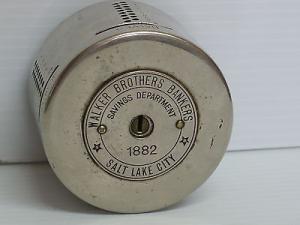 WALKER BROTHERS BANKERS
SAVINGS DEPARTMENT
1882
SALT LAKE CITY